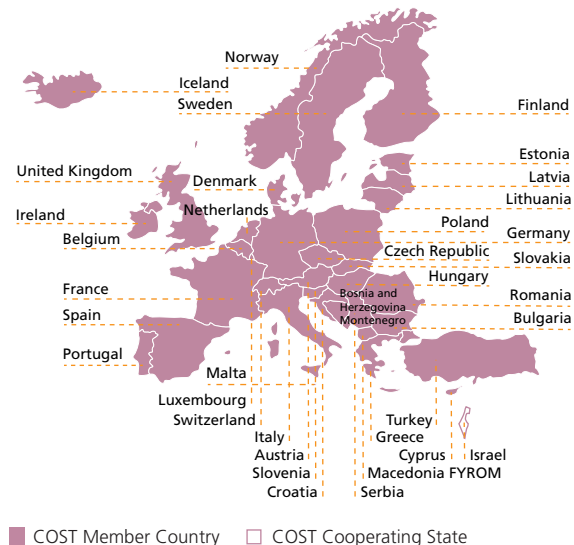 Norway
Iceland
Sweden
Finland
Estonia
United Kingdom
Denmark
Latvia
Lithuania
Ireland
Netherlands
Poland
Germany
Belgium
Czech Republic
Slovakia
Hungary
France
Bosnia and
Herzegovina
Montenegro
Romania
Spain
Bulgaria
Portugal
Malta
Luxembourg
Switzerland
Turkey
Italy
Greece
Austria
Cyprus
Israel
Slovenia
Macedonia FYROM
Croatia
Serbia
COST Member Country
COST Cooperating State